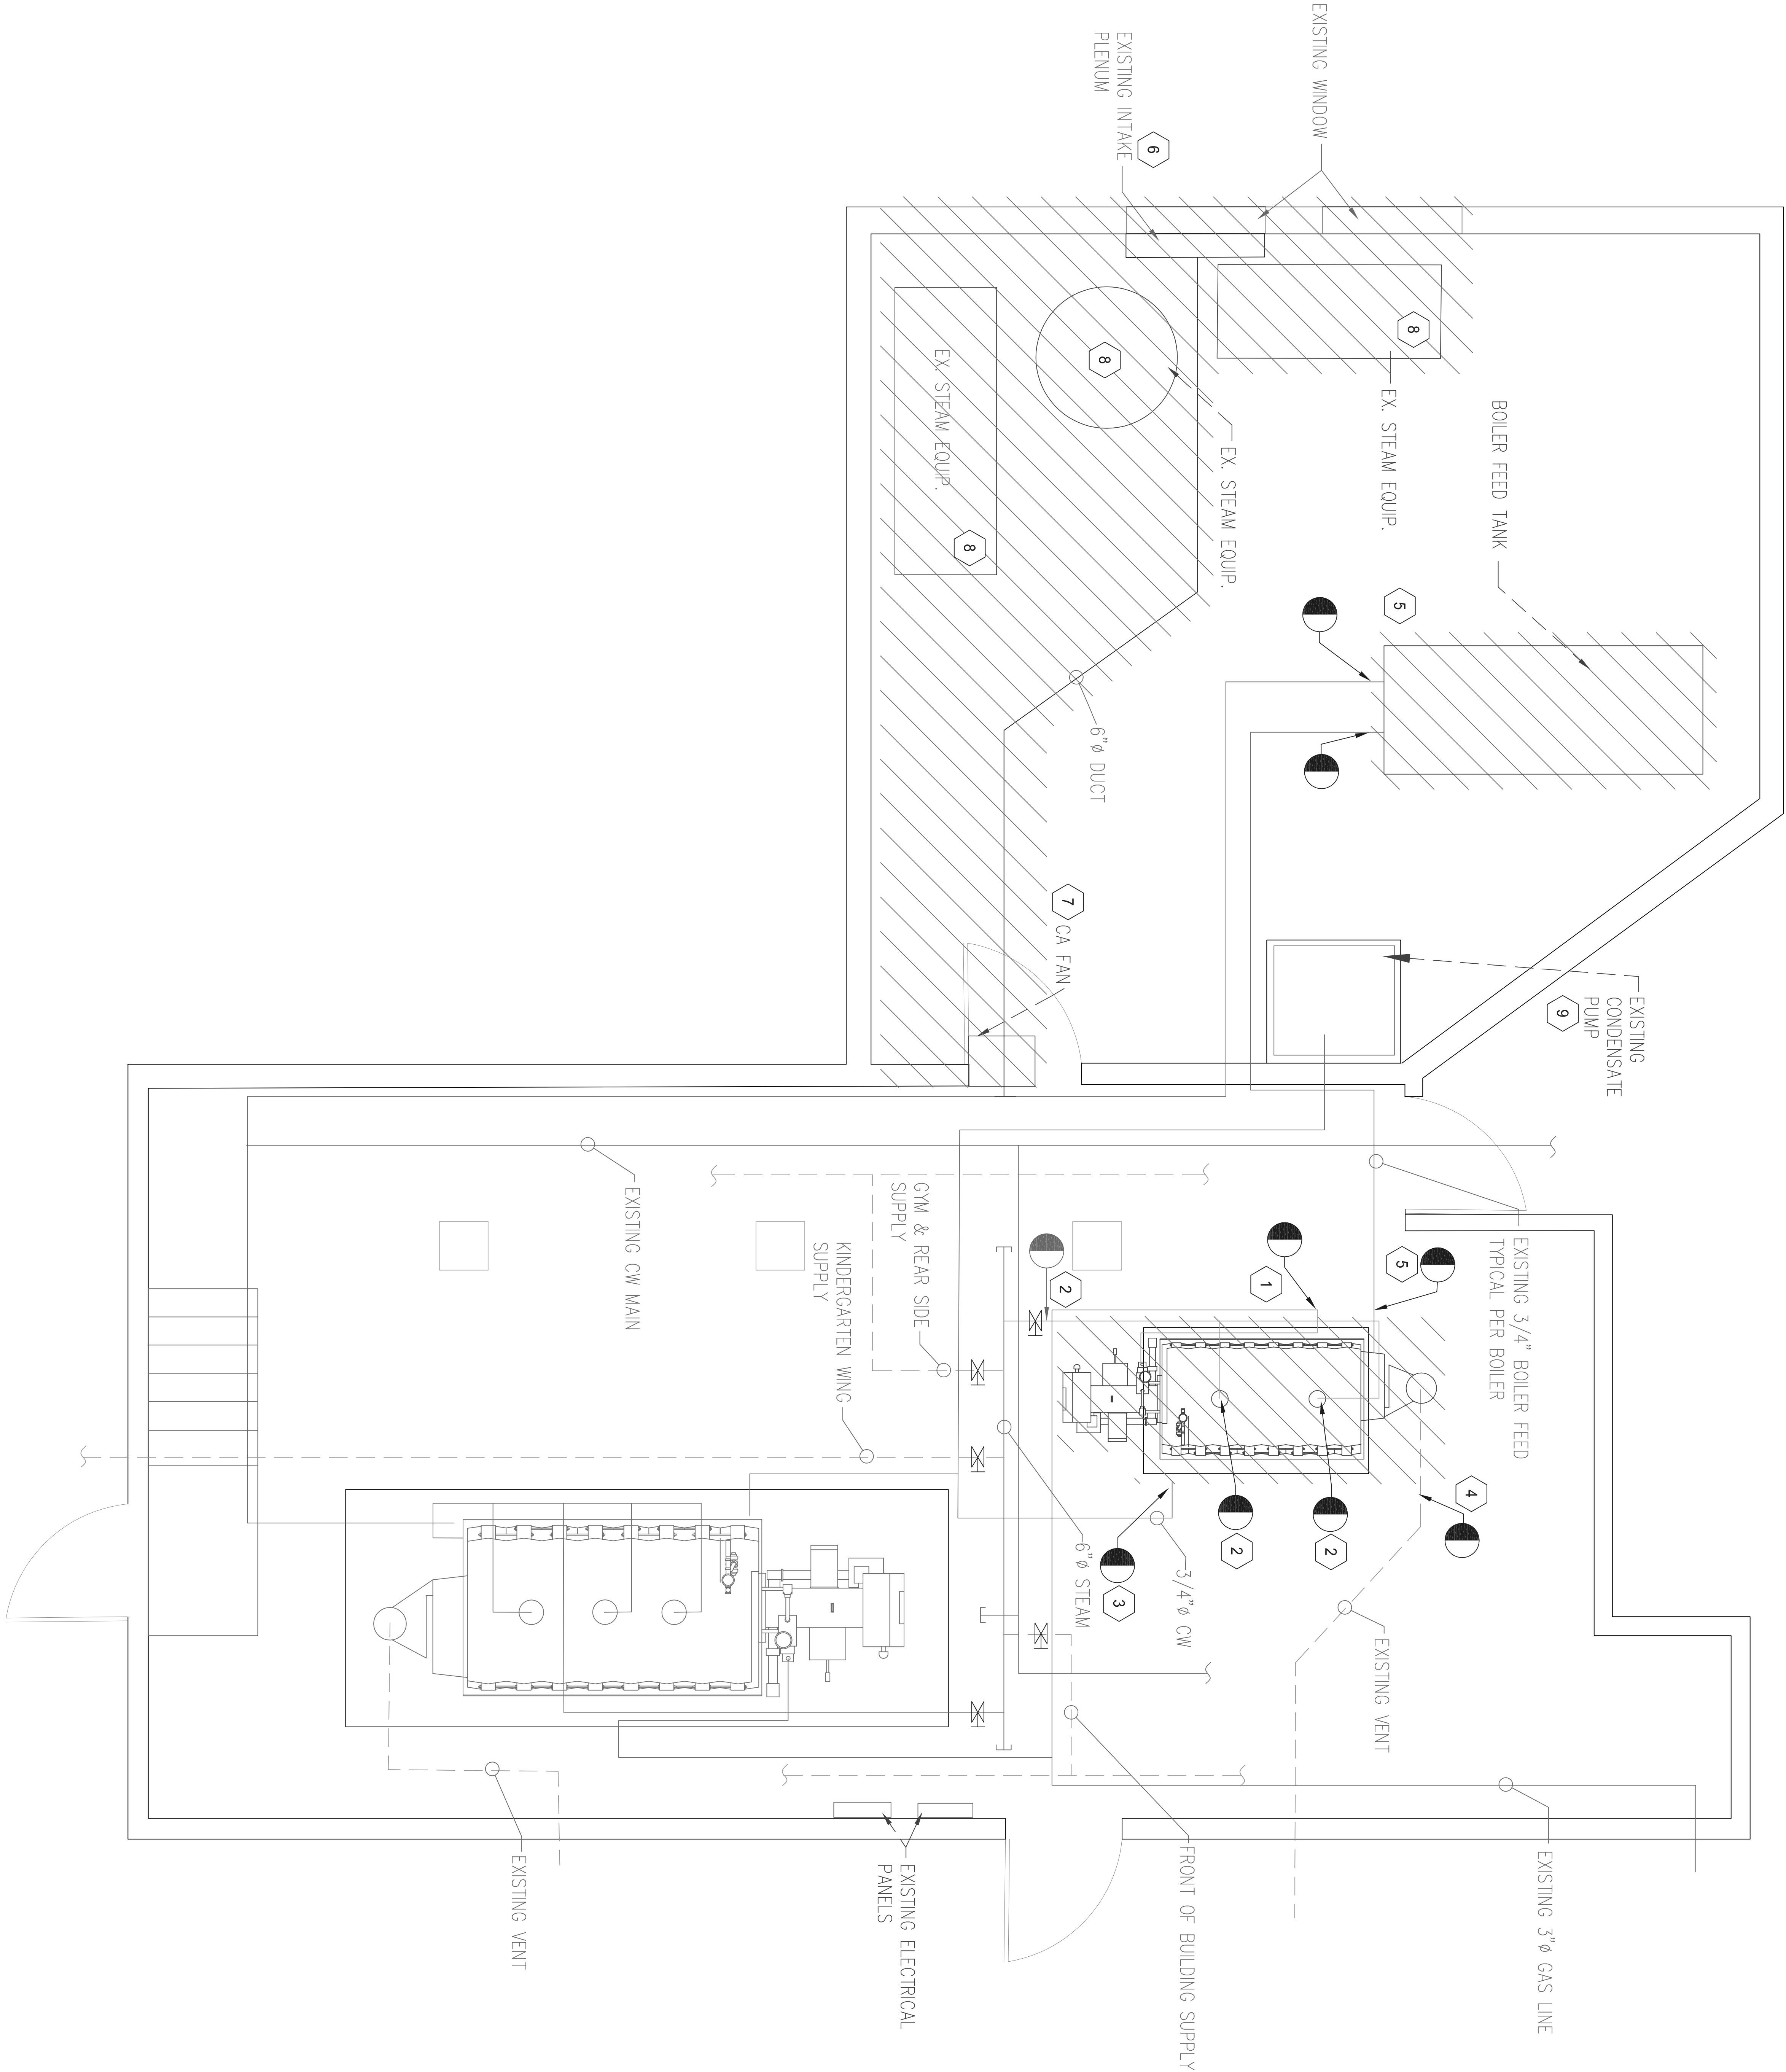 EXISTING WINDOW
EXISTING INTAKE
PLENUM
6
8
EX. STEAM EQUIP.
8
EX. STEAM EQUIP.
EX. STEAM EQUIP.
8
BOILER FEED TANK
5
6"ø DUCT
7
CA FAN
EXISTING
CONDENSATE
PUMP
9
EXISTING 3/4" BOILER FEED
TYPICAL PER BOILER
5
1
2
GYM & REAR SIDE
SUPPLY
KINDERGARTEN WING
SUPPLY
EXISTING CW MAIN
4
2
2
3
3/4"ø CW
6"ø STEAM
EXISTING VENT
EXISTING 3"ø GAS LINE
FRONT OF BUILDING SUPPLY
EXISTING ELECTRICAL
PANELS
EXISTING VENT